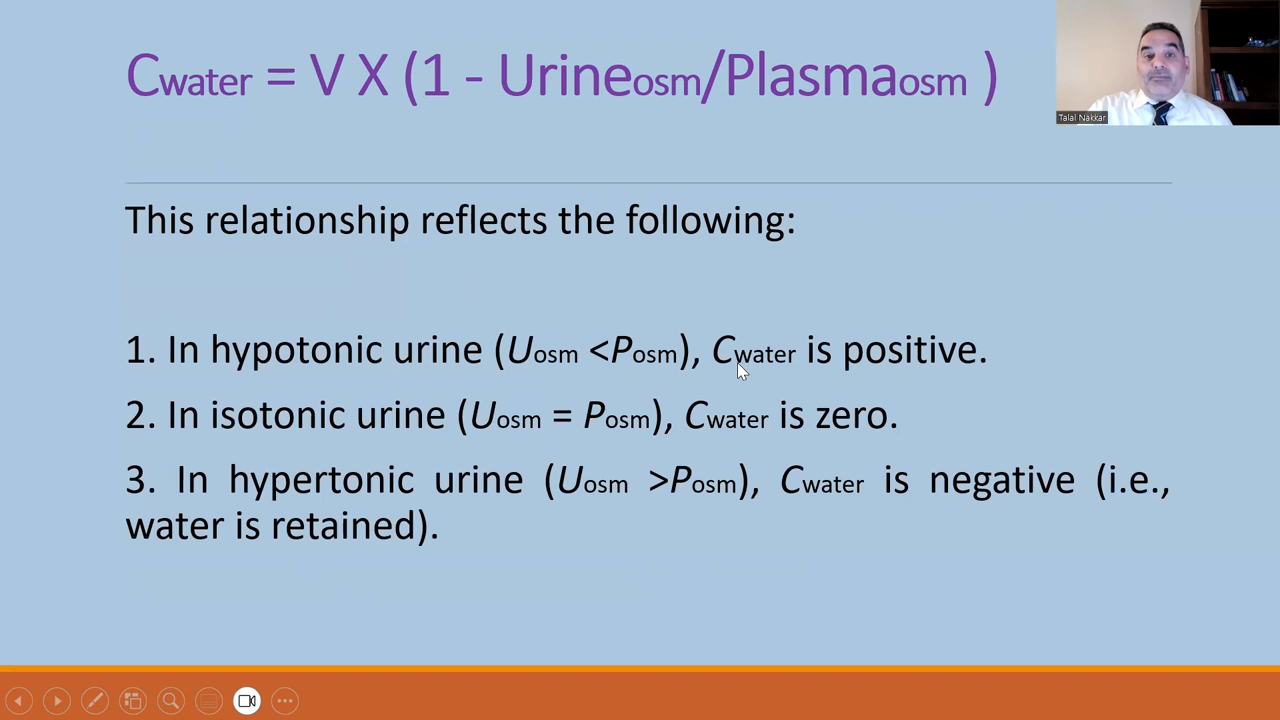 Cwater = V X (1 - Urineosm/Plasmaosm )
Talal Nakkar
This relationship reflects the following:
1. In hypotonic urine (Uosm <Posm), Cwater is positive.
2. In isotonic urine (Uosm = Posm), Cwater is zero.
3. In hypertonic urine (Uosm >Posm), Cwater is negative (i.e.,
water is retained).